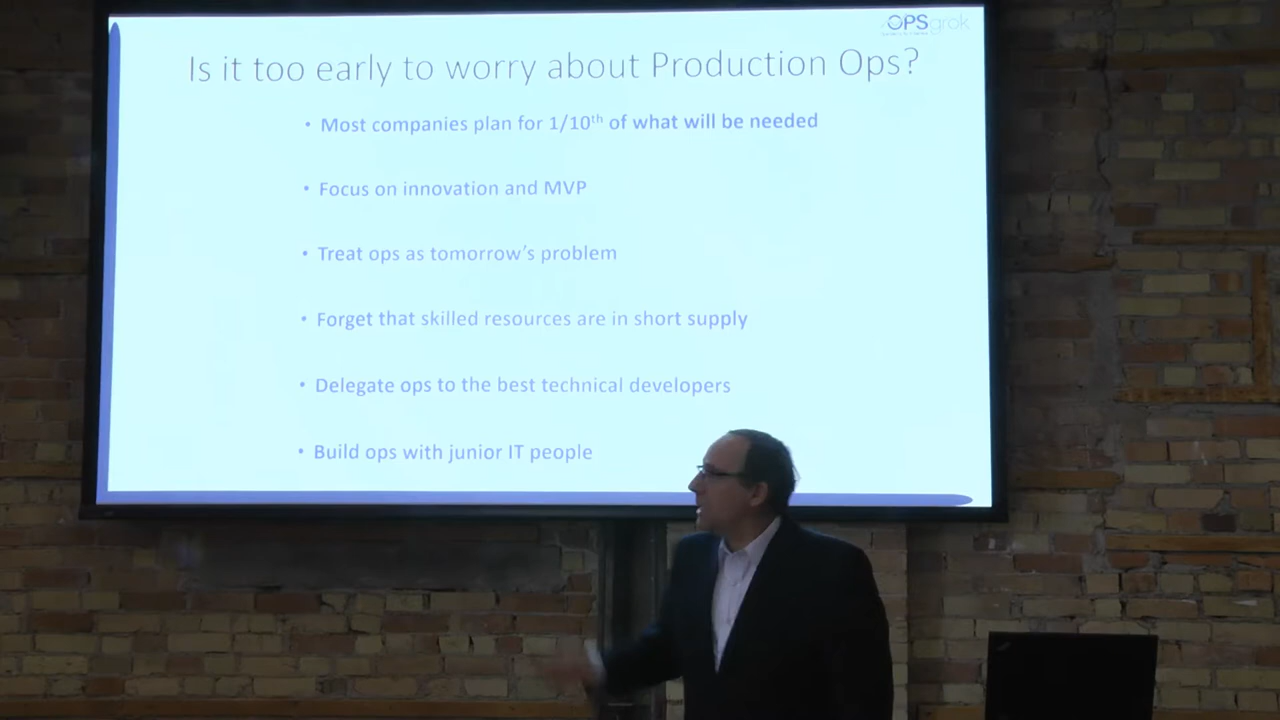 OPSgrok
Is it too early to worry about Production Ops?
• Most companies plan for 1/10th of what will be needed
• Focus on innovation and MVP
• Treat ops as tomorrow's problem
• Forget that skilled resources are in short supply
• Delegate ops to the best technical developers
• Build ops with junior IT people